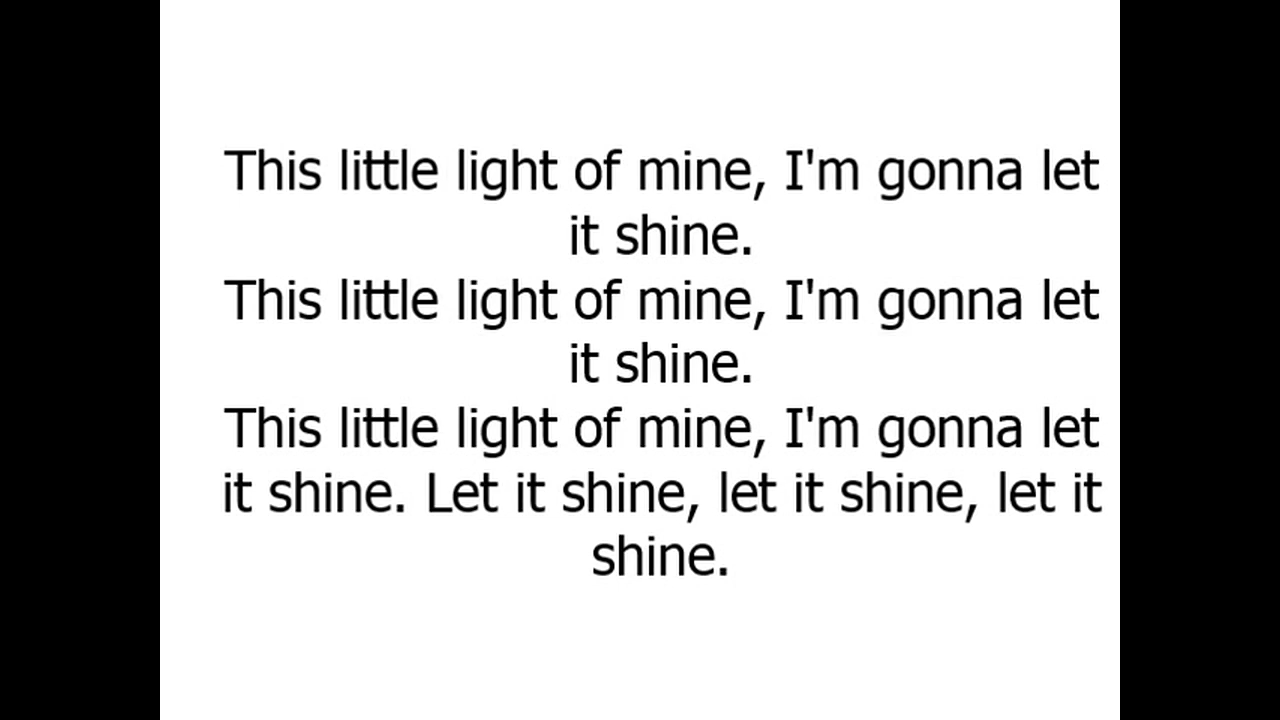 This little light of mine, I'm gonna let
it shine.
This little light of mine, I'm gonna let
it shine.
This little light of mine, I'm gonna let
it shine. Let it shine, let it shine, let it
shine.